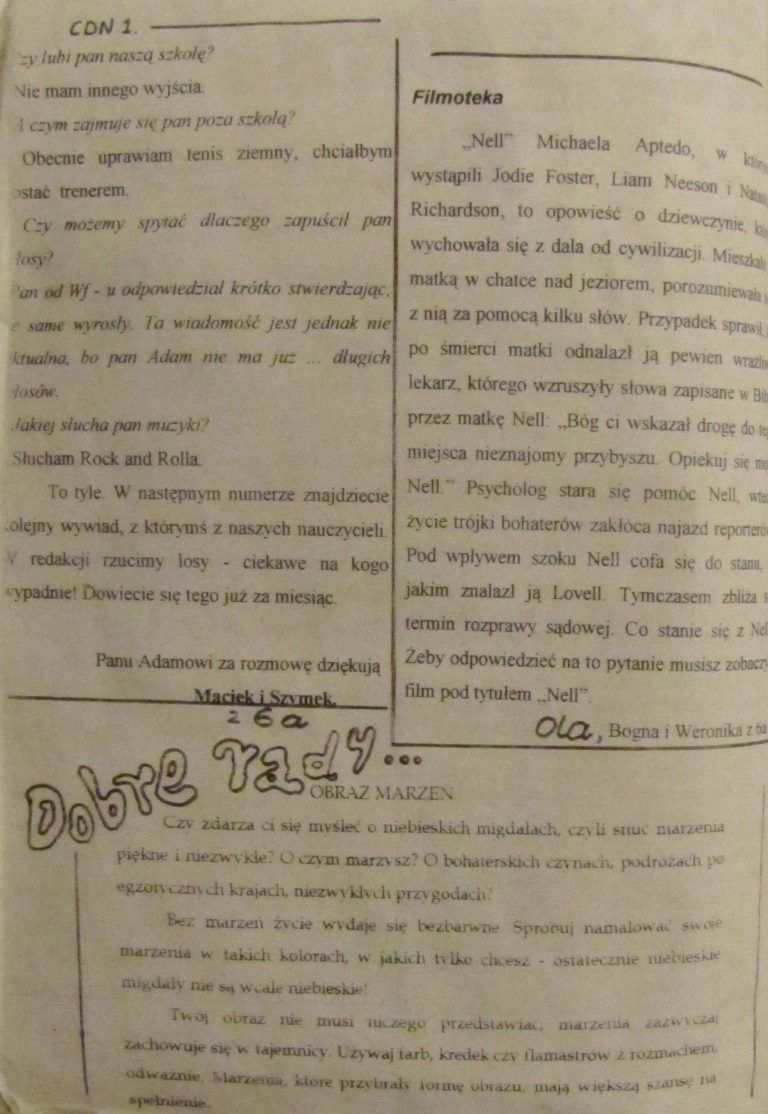 CDN 1.
zy lubi pan naszą szkołę?
Nie mam innego wyjścia.
A czym zajmuje się pan poza szkołą?
Obecnie uprawiam tenis ziemny, chciałbym
ostać trenerem.
Czy możemy spytać dlaczego zapuścił pan
łosy?
Pan od Wf - u odpowiedział krótko stwierdzając,
e same wyrosły. Ta wiadomość jest jednak nie
ktualna, bo pan Adam nie ma już ... długich
łosów.
Jakiej słucha pan muzyki?
Słucham Rock and Rolla.
To tyle. W następnym numerze znajdziecie
olejny wywiad, z którymś z naszych nauczycieli.
W redakcji rzucimy losy - ciekawe na kogo
wypadnie! Dowiecie się tego już za miesiąc.
Panu Adamowi za rozmowę dziękują
Maciek i Szymek.
z 6a
Filmoteka
„Nell” Michaela Aptedo, w
wystąpili Jodie Foster, Liam Neeson i
Richardson, to opowieść o dziewczynie,
wychowała się z dala od cywilizacji. Mieszkała
matką w chatce nad jeziorem, porozumiewała
z nią za pomocą kilku słów. Przypadek sprawił,
po śmierci matki odnalazł ją pewien
lekarz, którego wzruszyły słowa zapisane w
przez matkę Nell: „Bóg ci wskazał drogę do
miejsca nieznajomy przybyszu. Opiekuj się
Nell.” Psycholog stara się pomóc Nell,
życie trójki bohaterów zakłóca najazd
Pod wpływem szoku Nell cofa się do stanu,
jakim znalazł ją Lovell. Tymczasem zbliża
termin rozprawy sądowej. Co stanie się z
Żeby odpowiedzieć na to pytanie musisz
film pod tytułem „Nell”.
Ola, Bogna i Weronika z 6a
Dobre rady...
OBRAZ MARZEŃ
Czy zdarza ci się myśleć o niebieskich migdałach, czyli snuć marzenia
piękne i niezwykłe? O czym marzysz? O bohaterskich czynach, podróżach po
egzotycznych krajach, niezwykłych przygodach?
Bez marzeń życie wydaje się bezbarwne. Spróbuj namalować swoje
marzenia w takich kolorach, w jakich tylko chcesz - ostatecznie niebieskie
migdały nie są wcale niebieskie!
Twój obraz nie musi niczego przedstawiać, marzenia zazwyczaj
zachowuje się w tajemnicy. Używaj farb, kredek czy flamastrów z rozmachem,
odważnie. Marzenia, które przybrały formę obrazu, mają większą szansę na
spełnienie.